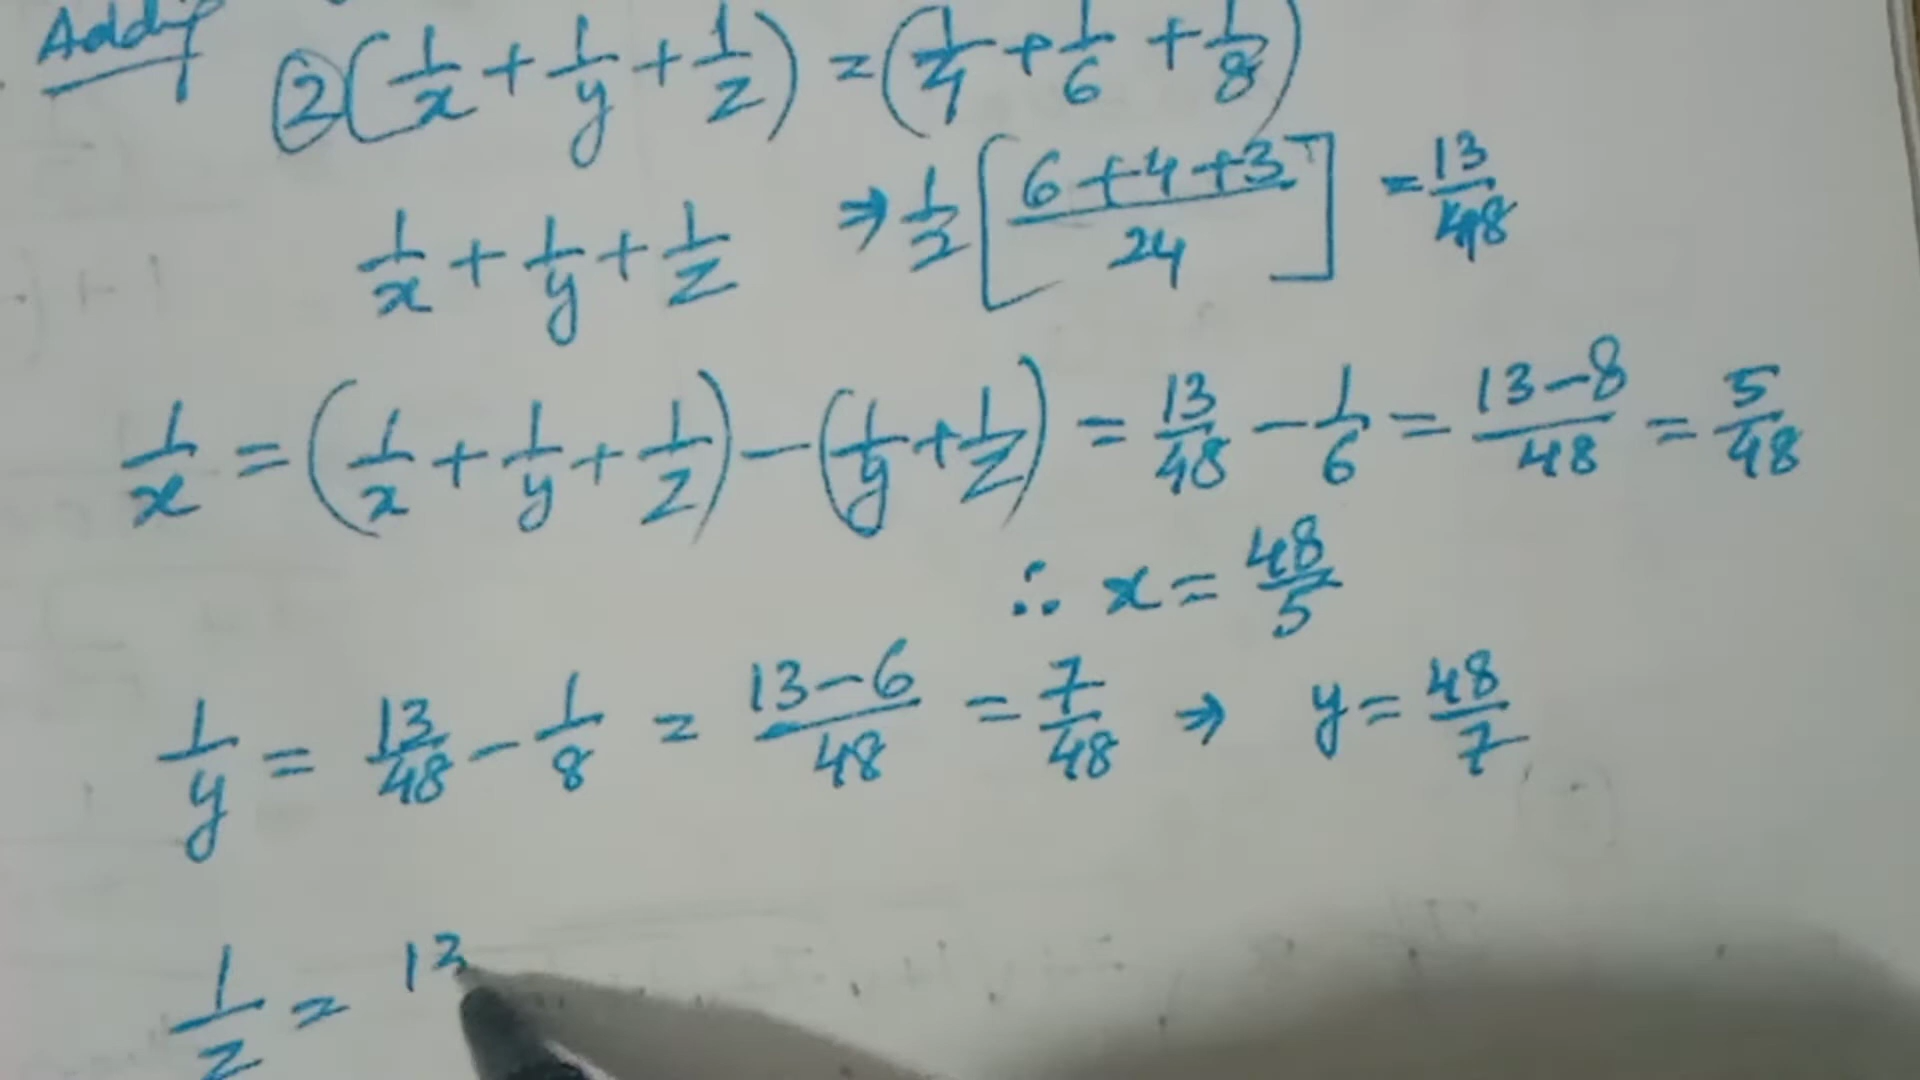 Adding
2(1/x + 1/y + 1/z) = (1/4 + 1/6 + 1/8)
1/x + 1/y + 1/z ⇒ 1/2 [6+4+3/24] = 13/48
1/x = (1/x + 1/y + 1/z) - (1/y + 1/z) = 13/48 - 1/6 = 13-8/48 = 5/48
∴ x = 48/5
1/y = 13/48 - 1/8 = 13-6/48 = 7/48 ⇒ y = 48/7
1/z = 13